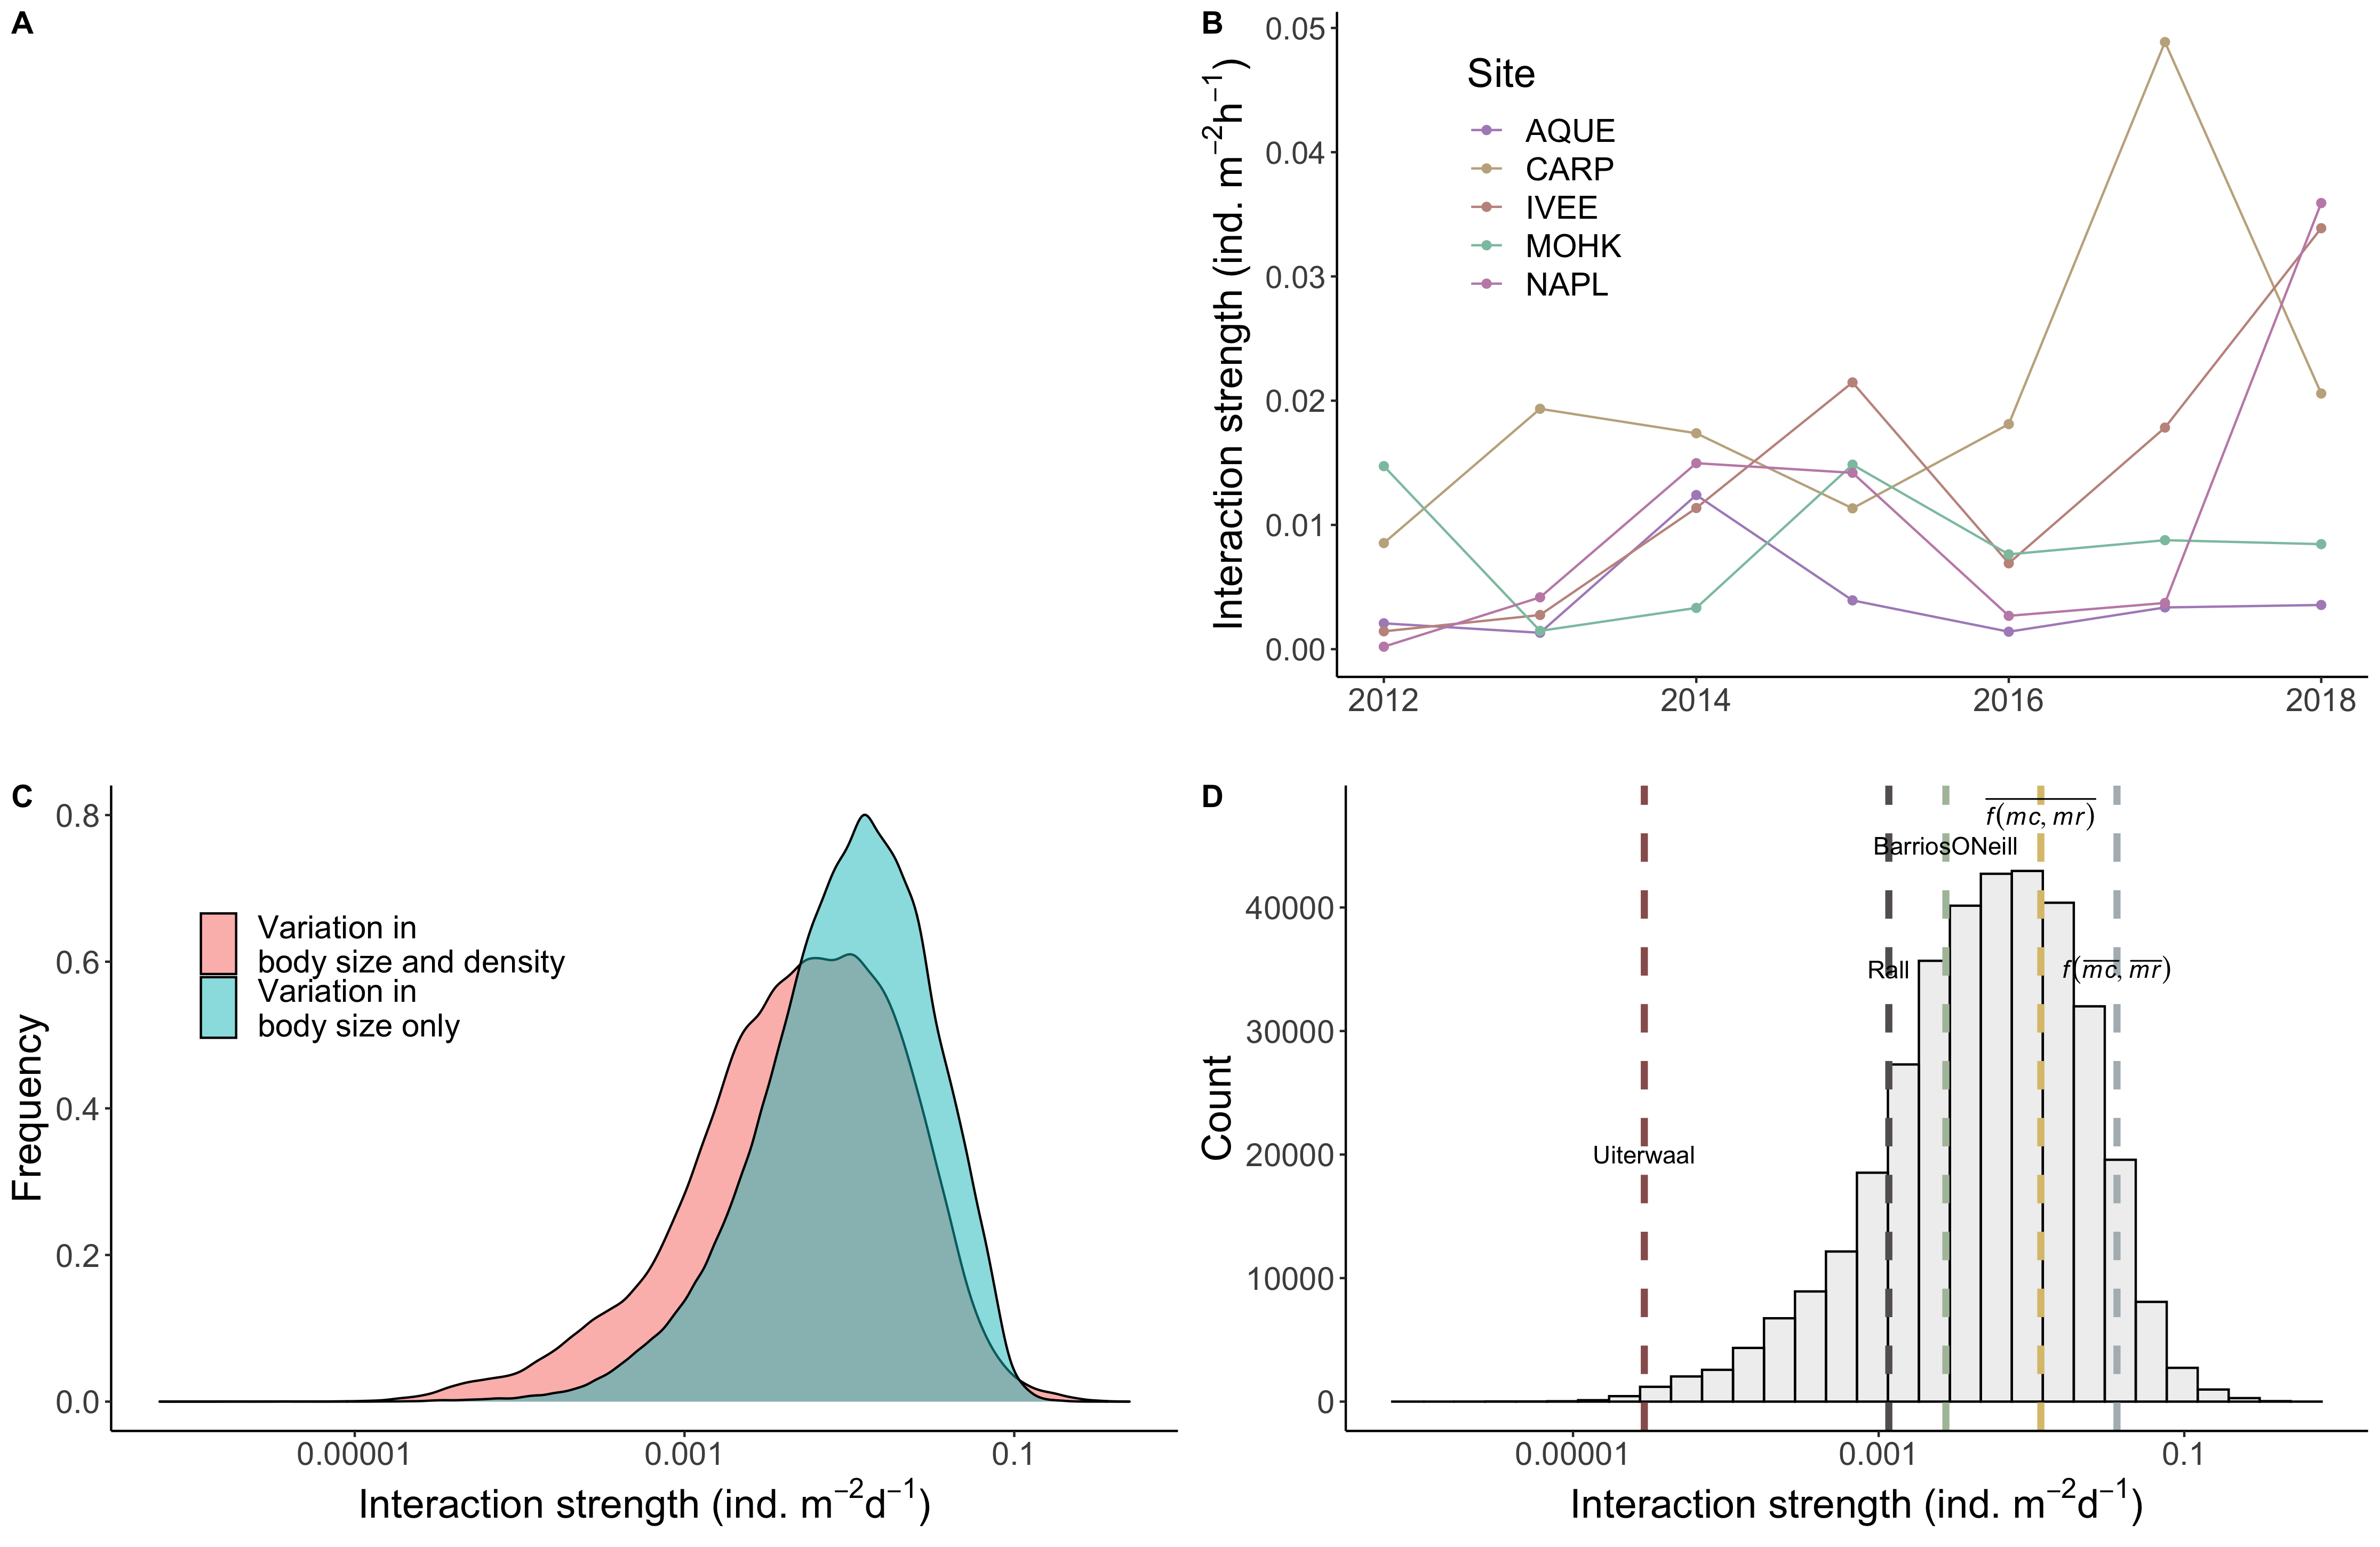 A
B
Interaction strength (ind. m−2h−1)
0.05
0.04
0.03
0.02
0.01
0.00
Site
AQUE
CARP
IVEE
MOHK
NAPL
2012
2014
2016
2018
C
Frequency
0.8
0.6
0.4
0.2
0.0
Variation in
body size and density
Variation in
body size only
0.00001
0.001
0.1
Interaction strength (ind. m−2d−1)
D
Count
40000
30000
20000
10000
0
f(mc, mr)
BarriosONeill
Rall
f(mc, mr)
Uiterwaal
0.00001
0.001
0.1
Interaction strength (ind. m−2d−1)